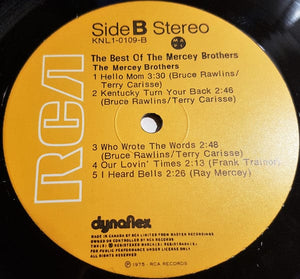 RCA
Side B Stereo
KNL1-0109-B
The Best Of The Mercey Brothers
The Mercey Brothers
1 Hello Mom 3:30 (Bruce Rawlins/
Terry Carisse)
2 Kentucky Turn Your Back 2:46
(Bruce Rawlins/Terry Carisse)
3 Who Wrote The Words 2:48
(Bruce Rawlins/Terry Carisse)
4 Our Lovin' Times 2:13 (Frank Trainor)
5 I Heard Bells 2:26 (Ray Mercey)
dynaflex
MADE IN CANADA BY RCA LIMITED FROM MASTER RECORDINGS
OWNED OR CONTROLLED BY RCA RECORDS
ALL RIGHTS RESERVED
℗ 1975 - RCA RECORDS